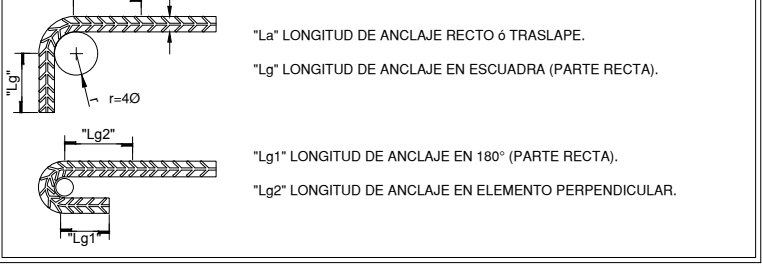 "La" LONGITUD DE ANCLAJE RECTO ó TRASLAPE.
"Lg" LONGITUD DE ANCLAJE EN ESCUADRA (PARTE RECTA).
"Lg"
r=4Ø
"Lg2"
"Lg1" LONGITUD DE ANCLAJE EN 180° (PARTE RECTA).
"Lg2" LONGITUD DE ANCLAJE EN ELEMENTO PERPENDICULAR.
"Lg1"